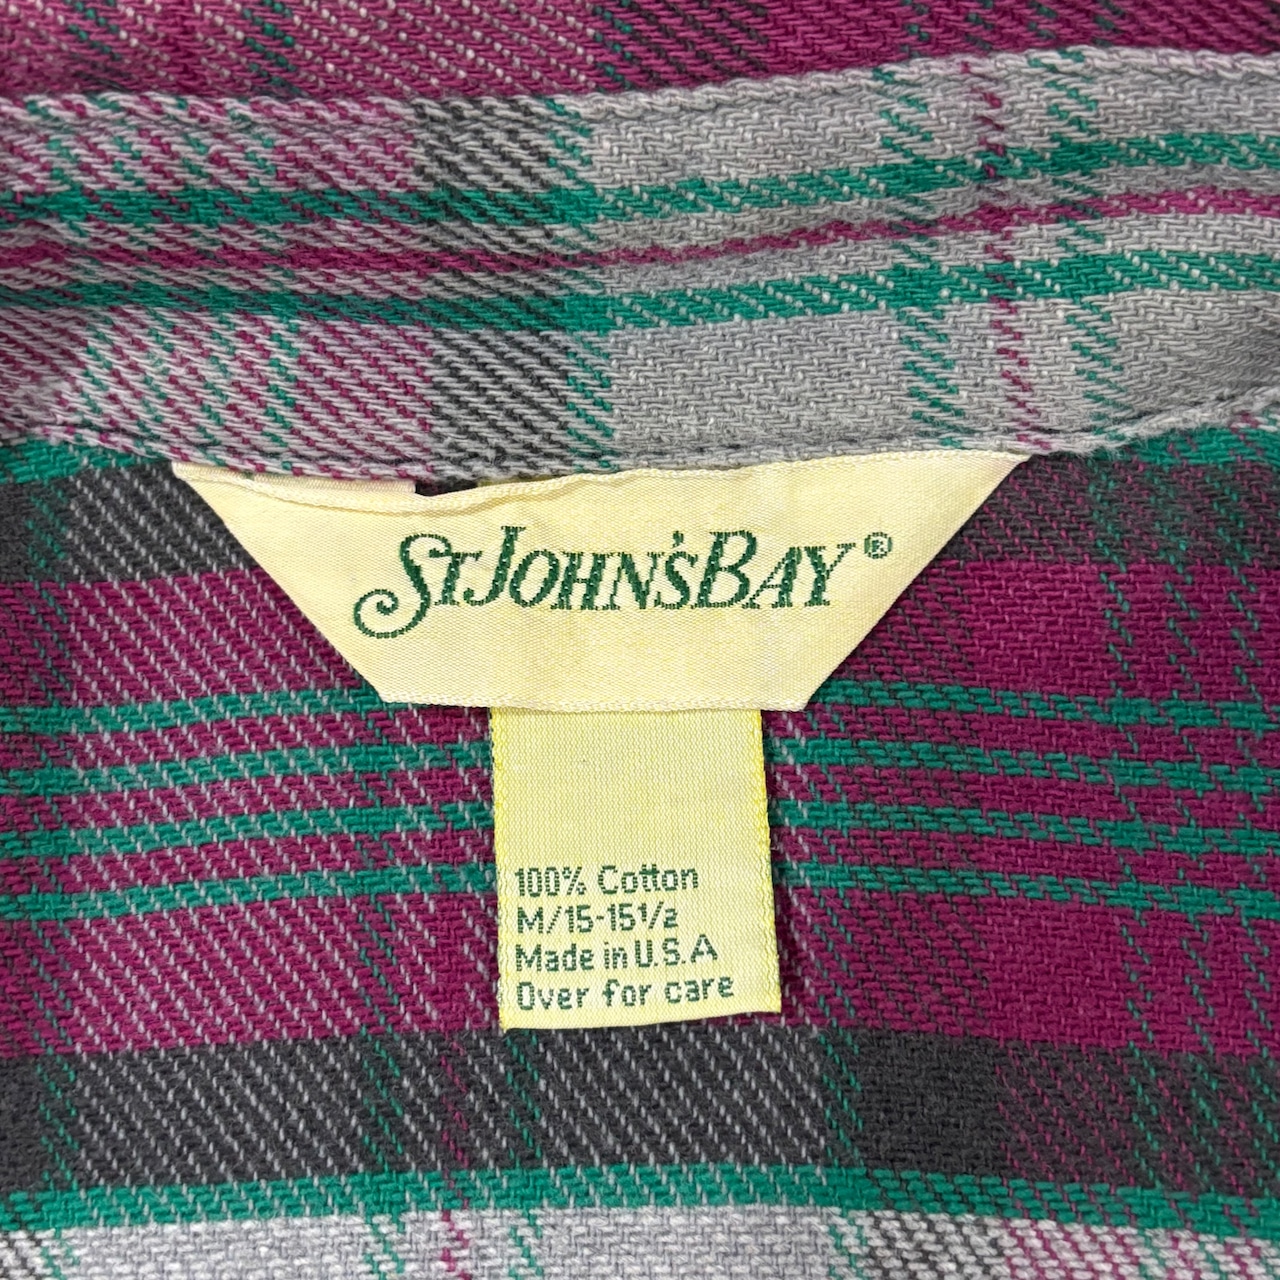 St John's Bay®
100% Cotton
M/15-15½
Made in U.S.A
Over for care